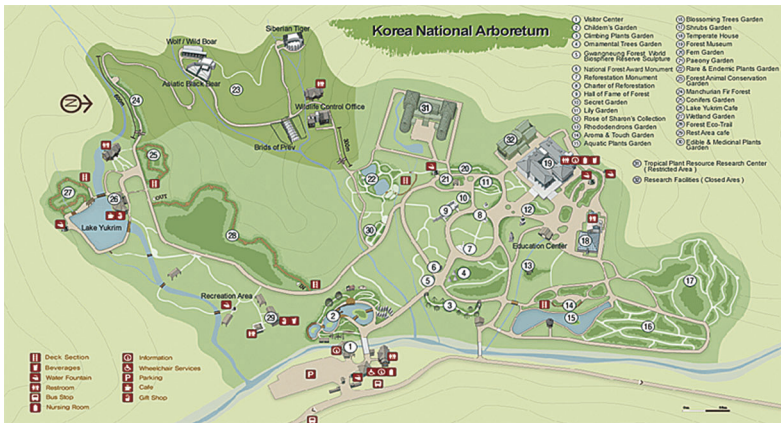 Korea National Arboretum
Siberian Tiger
Wolf / Wild Boar
Asiatic Black Bear
Wildlife Control Office
Brids of Prey
N
OUT
IN
Lake Yukrim
Recreation Area
Education Center
1 Visitor Center
2 Childern's Garden
3 Climbing Plants Garden
4 Ornamental Trees Garden
5 Gwangneung Forest World
Biosphere Reserve Sculpture
6 National Forest Award Monument
7 Reforestation Monument
8 Charter of Reforestation
9 Hall of Fame of Forest
10 Secret Garden
11 Lily Garden
12 Rose of Sharon's Collection
13 Rhododendrons Garden
14 Aroma & Touch Garden
15 Aquatic Plants Garden
16 Blossoming Trees Garden
17 Shrubs Garden
18 Temperate House
19 Forest Museum
20 Fern Garden
21 Paeony Garden
22 Rare & Endemic Plants Garden
23 Forest Animal Conservation
Garden
24 Manchurian Fir Forest
25 Conifers Garden
26 Lake Yukrim Cafe
27 Wetland Garden
28 Forest Eco-Trail
29 Rest Area cafe
30 Edible & Medicinal Plants
Garden
31 Tropical Plant Resource Research Center
(Restricted Area)
32 Research Facilities (Closed Ares)
Deck Section
Beverages
Water Fountain
Restroom
Bus Stop
Nursing Room
Information
Wheelchair Services
Parking
Cafe
Gift Shop